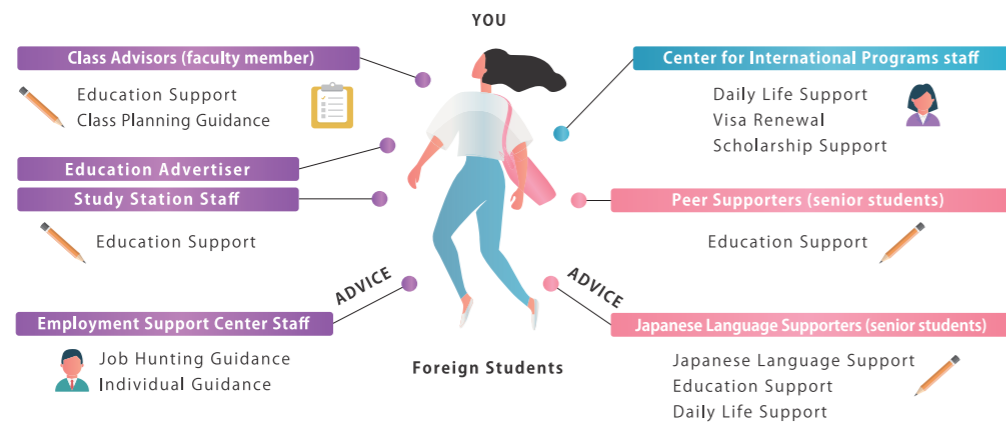 YOU
Class Advisors (faculty member)
Education Support
Class Planning Guidance
Education Advertiser
Study Station Staff
Education Support
ADVICE
Employment Support Center Staff
Job Hunting Guidance
Individual Guidance
Foreign Students
Center for International Programs staff
Daily Life Support
Visa Renewal
Scholarship Support
Peer Supporters (senior students)
Education Support
ADVICE
Japanese Language Supporters (senior students)
Japanese Language Support
Education Support
Daily Life Support